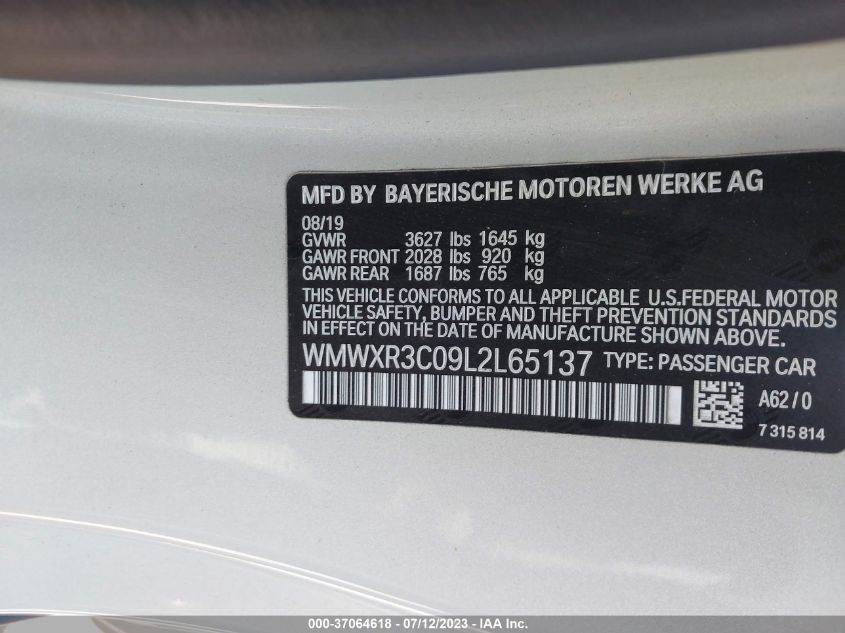 MFD BY BAYERISCHE MOTOREN WERKE AG
08/19
GVWR 3627 lbs 1645 kg
GAWR FRONT 2028 lbs 920 kg
GAWR REAR 1687 lbs 765 kg
THIS VEHICLE CONFORMS TO ALL APPLICABLE U.S.FEDERAL MOTOR
VEHICLE SAFETY, BUMPER AND THEFT PREVENTION STANDARDS
IN EFFECT ON THE DATE OF MANUFACTURE SHOWN ABOVE.
WMWXR3C09L2L65137 TYPE: PASSENGER CAR
A62/0
7 315 814
000-37064618 - 07/12/2023 - IAA Inc.